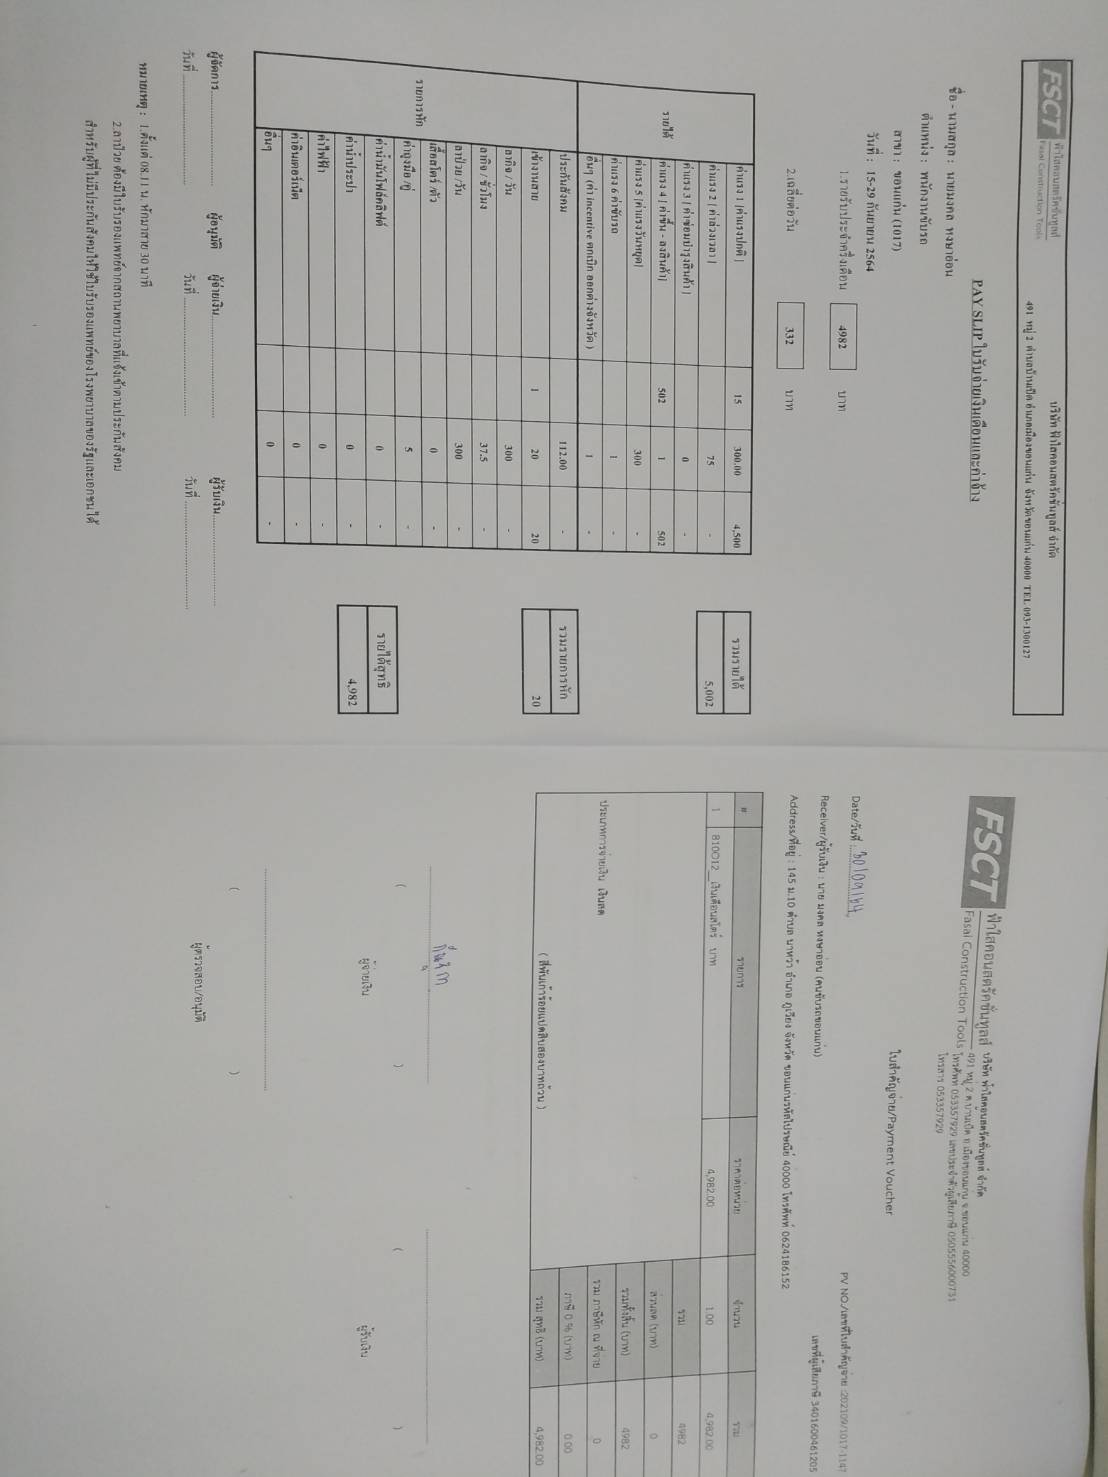 FSCT
ฟ้าใสคอนสตรัคชั่นทูลส์
Fasai Construction Tools
บริษัท ฟ้าใสคอนสตรัคชั่นทูลส์ จำกัด
491 หมู่ 2 ตำบลบ้านเป็ด อำเภอเมืองขอนแก่น จังหวัดขอนแก่น 40000 TEL 093-1300127
PAY SLIP ใบรับจ่ายเงินเดือนและค่าจ้าง
ชื่อ - นามสกุล : นายมงคล หงษาอ่อน
ตำแหน่ง : พนักงานขับรถ
สาขา : ขอนแก่น (1017)
วันที่ : 15-29 กันยายน 2564
1.รายรับประจำครึ่งเดือน 4982 บาท
2.เฉลี่ยต่อวัน 332 บาท
รายได้
ค่าแรง 1 [ค่าแรงปกติ] 15 300.00 4,500
ค่าแรง 2 [ ค่าล่วงเวลา ] 75 -
ค่าแรง 3 [ ค่าซ่อมบำรุงสินค้า ] 0 -
ค่าแรง 4 [ ค่าขึ้น - ลงสินค้า] 502 1 502
ค่าแรง 5 [ค่าแรงวันหยุด] 300 -
ค่าแรง 6 ค่าขับรถ 1 -
อื่นๆ (ค่า incentive ตกเบิก ออกต่างจังหวัด ) 1 -
รายการหัก
ประกันสังคม 112.00 -
เข้างานสาย 1 20 20
ลากิจ / วัน 300 -
ลากิจ / ชั่วโมง 37.5 -
ลาป่วย /วัน 300 -
เสื้อสโตร์ /ตัว 0 -
ค่าถุงมือ/คู่ 5 -
ค่าน้ำมันโฟล์คลิฟต์ 0 -
ค่าน้ำประปา 0 -
ค่าไฟฟ้า 0 -
ค่าอินเตอร์เน็ต 0 -
อื่นๆ 0 -
รวมรายได้
5,002
รวมรายการหัก
20
รายได้สุทธิ
4,982
ผู้จัดการ ผู้อนุมัติ ผู้จ่ายเงิน ผู้รับเงิน
วันที่ วันที่ วันที่
หมายเหตุ : 1.ตั้งแต่ 08.11 น. หักมาสาย 30 นาที
2.ลาป่วย ต้องมีใบรับรองแพทย์จากสถานพยาบาลที่แจ้งเข้าตามประกันสังคม
สำหรับผู้ที่ไม่มีประกันสังคมให้ใช้ใบรับรองแพทย์ของโรงพยาบาลของรัฐและเอกชนได้
FSCT
ฟ้าใสคอนสตรัคชั่นทูลส์
Fasai Construction Tools
บริษัท ฟ้าใสคอนสตรัคชั่นทูลส์ จำกัด
491 หมู่ 2 ต.บ้านเป็ด อ.เมืองขอนแก่น จ.ขอนแก่น 40000
โทรศัพท์ 053357929 เลขประจำตัวผู้เสียภาษี 0505556000731
โทรสาร 053357929
ใบสำคัญจ่าย/Payment Voucher
Date/วันที่ : 30/09/64
PV NO./เลขที่ใบสำคัญจ่าย :202109/1017-1147
Receiver/ผู้รับเงิน : นาย มงคล หงษาอ่อน (คนขับรถขอนแก่น)
เลขที่ผู้เสียภาษี 3401600461205
Address/ที่อยู่ : 145 ม.10 ตำบล นาหว้า อำเภอ ภูเวียง จังหวัด ขอนแก่นรหัสไปรษณีย์ 40000 โทรศัพท์ 0624186152
# รายการ ราคาต่อหน่วย จำนวน รวม
1 810012__เงินเดือนสโตร์ บาท 4,982.00 1.00 4,982.00
รวม 4982
ส่วนลด (บาท) 0
รวมทั้งสิ้น (บาท) 4982
ประเภทการจ่ายเงิน เงินสด
รวม ภาษีหัก ณ ที่จ่าย 0
ภาษี 0 % (บาท) 0.00
( สี่พันเก้าร้อยแปดสิบสองบาทถ้วน )
รวม สุทธิ (บาท) 4,982.00
( ) ( )
ผู้จ่ายเงิน ผู้รับเงิน
( )
ผู้ตรวจสอบ/อนุมัติ